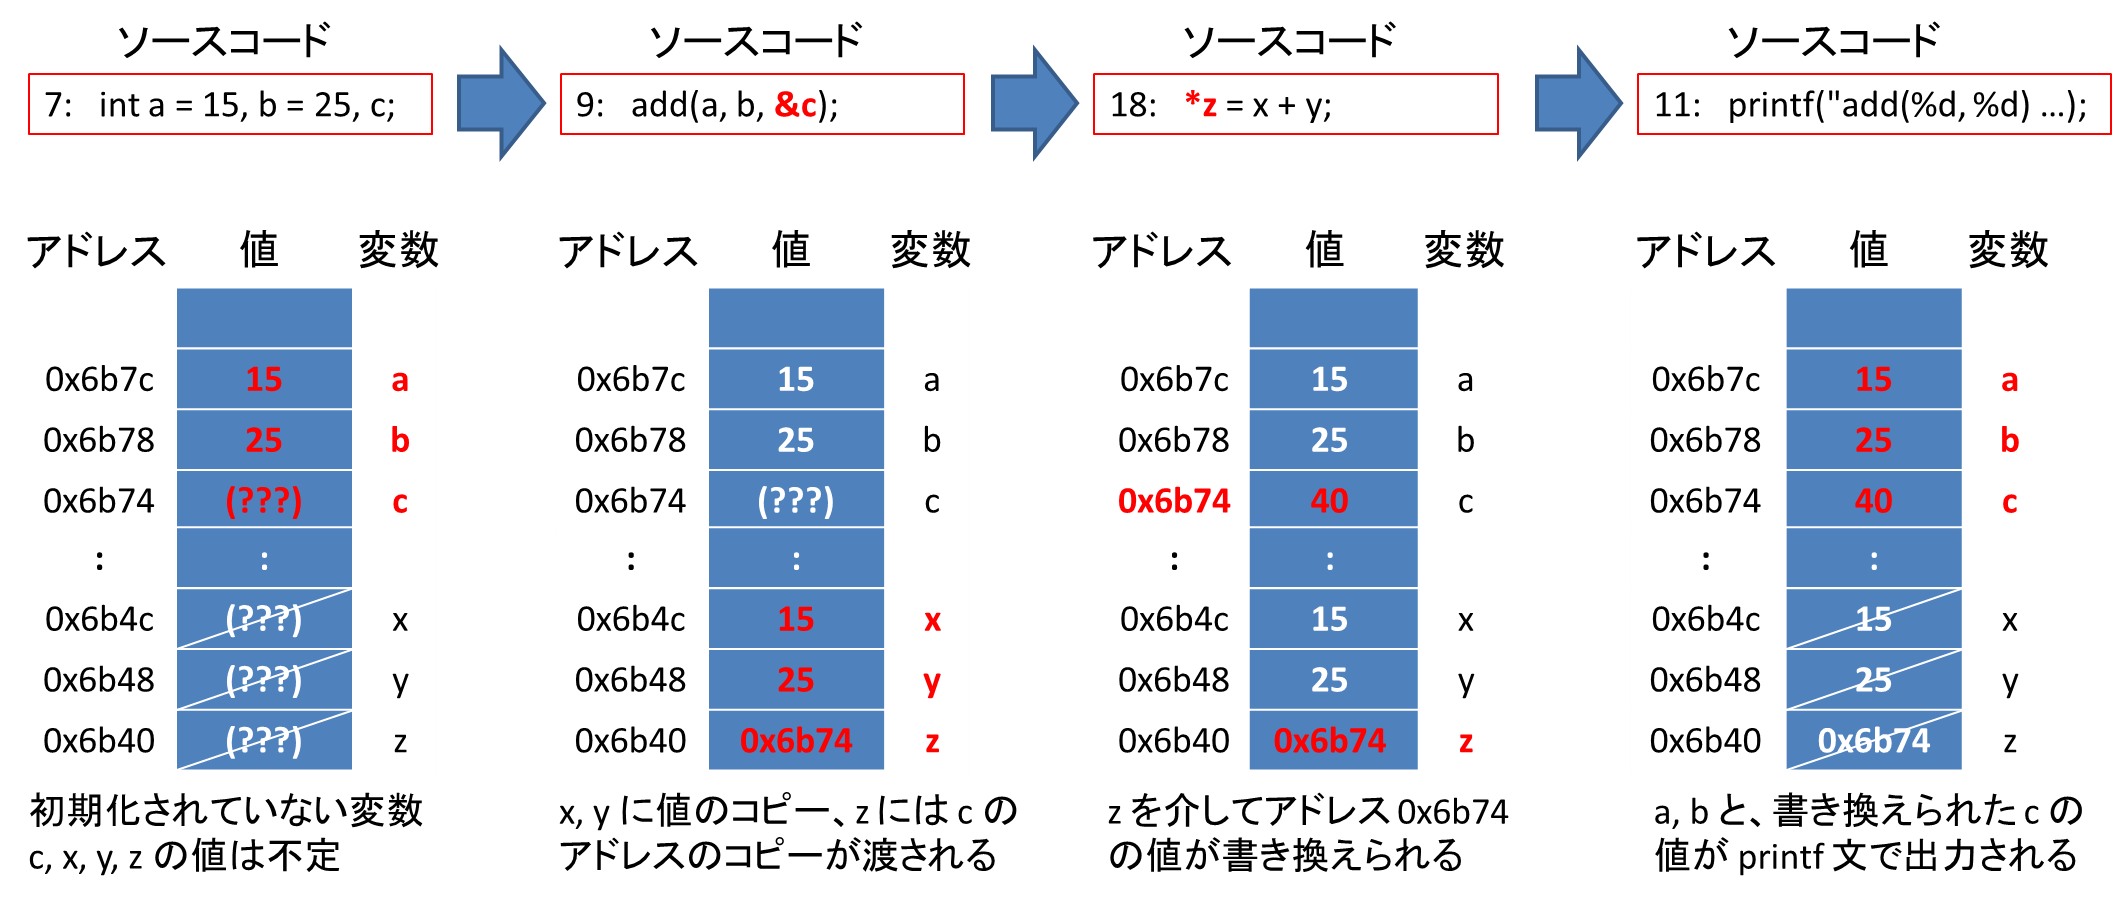 ソースコード
7: int a = 15, b = 25, c;
アドレス 値 変数
0x6b7c 15 a
0x6b78 25 b
0x6b74 (???) c
: :
0x6b4c (???) x
0x6b48 (???) y
0x6b40 (???) z
初期化されていない変数
c, x, y, z の値は不定
ソースコード
9: add(a, b, &c);
アドレス 値 変数
0x6b7c 15 a
0x6b78 25 b
0x6b74 (???) c
: :
0x6b4c 15 x
0x6b48 25 y
0x6b40 0x6b74 z
x, y に値のコピー、z には c の
アドレスのコピーが渡される
ソースコード
18: *z = x + y;
アドレス 値 変数
0x6b7c 15 a
0x6b78 25 b
0x6b74 40 c
: :
0x6b4c 15 x
0x6b48 25 y
0x6b40 0x6b74 z
z を介してアドレス 0x6b74
の値が書き換えられる
ソースコード
11: printf("add(%d, %d) ...);
アドレス 値 変数
0x6b7c 15 a
0x6b78 25 b
0x6b74 40 c
: :
0x6b4c 15 x
0x6b48 25 y
0x6b40 0x6b74 z
a, b と、書き換えられた c の
値が printf 文で出力される